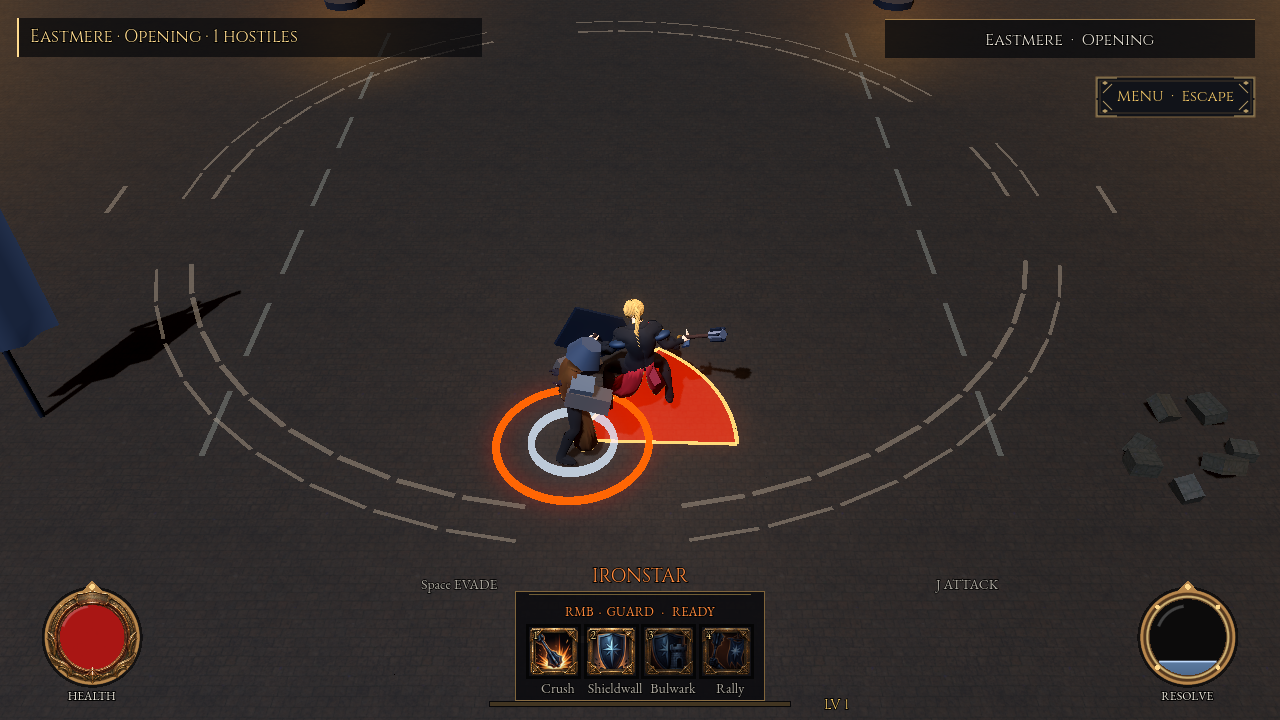 Eastmere · Opening · 1 hostiles
Eastmere · Opening
MENU · Escape
Space EVADE
IRONSTAR
J ATTACK
RMB · GUARD · READY
1 2 3 4
Crush Shieldwall Bulwark Rally
HEALTH
RESOLVE
LV 1